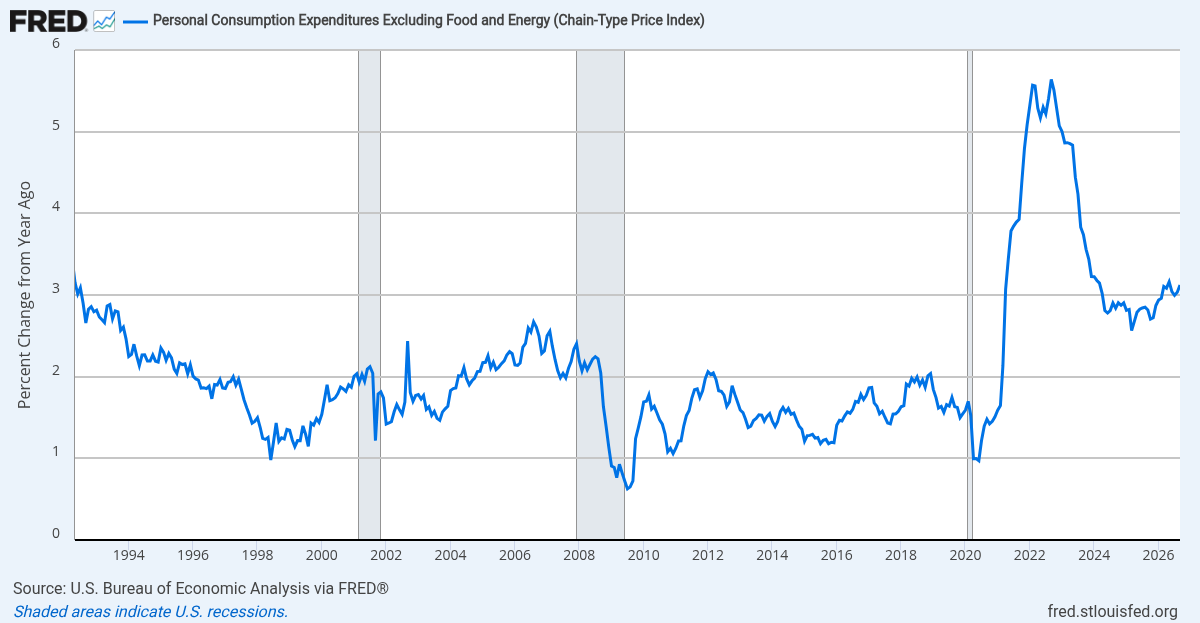 FRED
Personal Consumption Expenditures Excluding Food and Energy (Chain-Type Price Index)
Percent Change from Year Ago
6
5
4
3
2
1
0
1994 1996 1998 2000 2002 2004 2006 2008 2010 2012 2014 2016 2018 2020 2022 2024 2026
Source: U.S. Bureau of Economic Analysis via FRED®
Shaded areas indicate U.S. recessions.
fred.stlouisfed.org